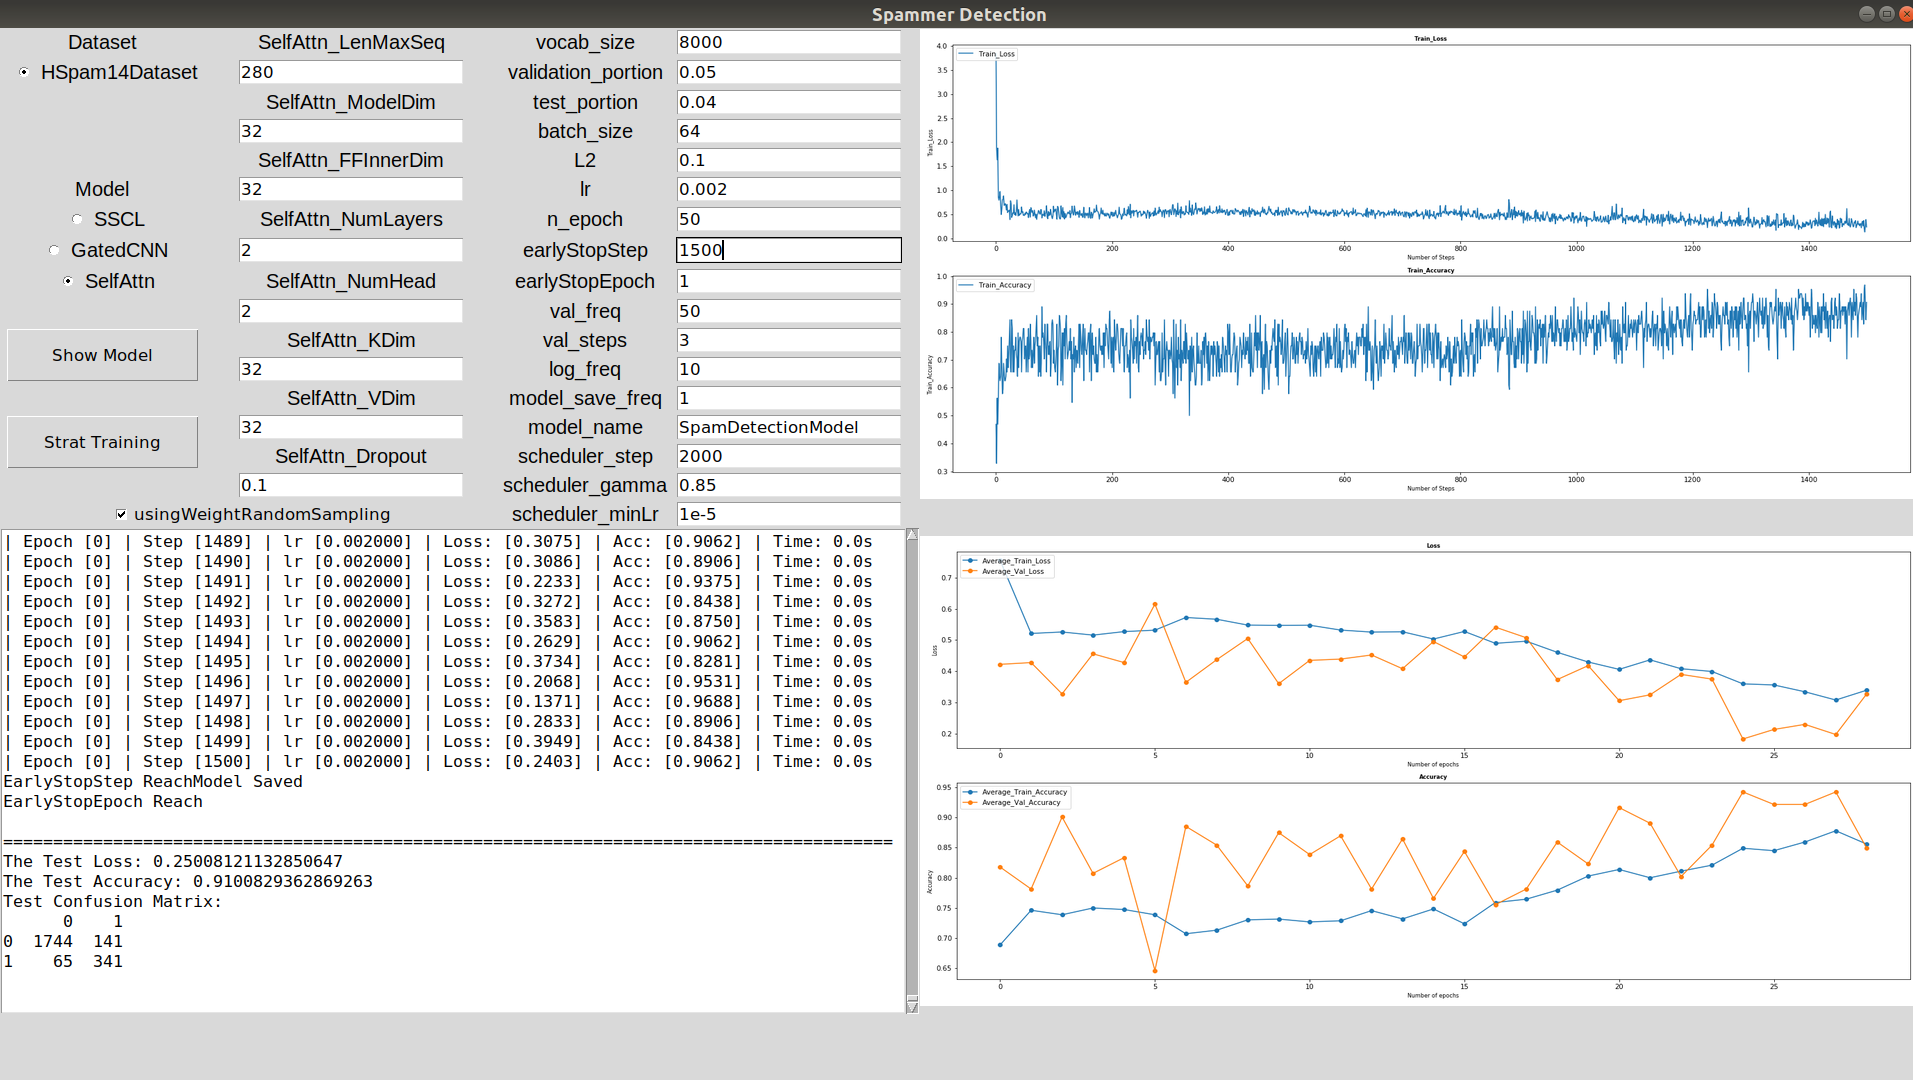 Spammer Detection
Dataset
HSpam14Dataset
Model
SSCL
GatedCNN
SelfAttn
Show Model
Strat Training
SelfAttn_LenMaxSeq
280
SelfAttn_ModelDim
32
SelfAttn_FFInnerDim
32
SelfAttn_NumLayers
2
SelfAttn_NumHead
2
SelfAttn_KDim
32
SelfAttn_VDim
32
SelfAttn_Dropout
0.1
usingWeightRandomSampling
vocab_size 8000
validation_portion 0.05
test_portion 0.04
batch_size 64
L2 0.1
lr 0.002
n_epoch 50
earlyStopStep 1500
earlyStopEpoch 1
val_freq 50
val_steps 3
log_freq 10
model_save_freq 1
model_name SpamDetectionModel
scheduler_step 2000
scheduler_gamma 0.85
scheduler_minLr 1e-5
| Epoch [0] | Step [1489] | lr [0.002000] | Loss: [0.3075] | Acc: [0.9062] | Time: 0.0s
| Epoch [0] | Step [1490] | lr [0.002000] | Loss: [0.3086] | Acc: [0.8906] | Time: 0.0s
| Epoch [0] | Step [1491] | lr [0.002000] | Loss: [0.2233] | Acc: [0.9375] | Time: 0.0s
| Epoch [0] | Step [1492] | lr [0.002000] | Loss: [0.3272] | Acc: [0.8438] | Time: 0.0s
| Epoch [0] | Step [1493] | lr [0.002000] | Loss: [0.3583] | Acc: [0.8750] | Time: 0.0s
| Epoch [0] | Step [1494] | lr [0.002000] | Loss: [0.2629] | Acc: [0.9062] | Time: 0.0s
| Epoch [0] | Step [1495] | lr [0.002000] | Loss: [0.3734] | Acc: [0.8281] | Time: 0.0s
| Epoch [0] | Step [1496] | lr [0.002000] | Loss: [0.2068] | Acc: [0.9531] | Time: 0.0s
| Epoch [0] | Step [1497] | lr [0.002000] | Loss: [0.1371] | Acc: [0.9688] | Time: 0.0s
| Epoch [0] | Step [1498] | lr [0.002000] | Loss: [0.2833] | Acc: [0.8906] | Time: 0.0s
| Epoch [0] | Step [1499] | lr [0.002000] | Loss: [0.3949] | Acc: [0.8438] | Time: 0.0s
| Epoch [0] | Step [1500] | lr [0.002000] | Loss: [0.2403] | Acc: [0.9062] | Time: 0.0s
EarlyStopStep ReachModel Saved
EarlyStopEpoch Reach
=========================================================================================
The Test Loss: 0.25008121132850647
The Test Accuracy: 0.9100829362869263
Test Confusion Matrix:
0 1
0 1744 141
1 65 341
Train_Loss
Train_Loss
Train_Loss
4.0
3.5
3.0
2.5
2.0
1.5
1.0
0.5
0.0
0 200 400 600 800 1000 1200 1400
Number of Steps
Train_Accuracy
Train_Accuracy
Train_Accuracy
1.0
0.9
0.8
0.7
0.6
0.5
0.4
0.3
0 200 400 600 800 1000 1200 1400
Number of Steps
Loss
Average_Train_Loss
Average_Val_Loss
Loss
0.7
0.6
0.5
0.4
0.3
0.2
0 5 10 15 20 25
Number of epochs
Accuracy
Average_Train_Accuracy
Average_Val_Accuracy
Accuracy
0.95
0.90
0.85
0.80
0.75
0.70
0.65
0 5 10 15 20 25
Number of epochs